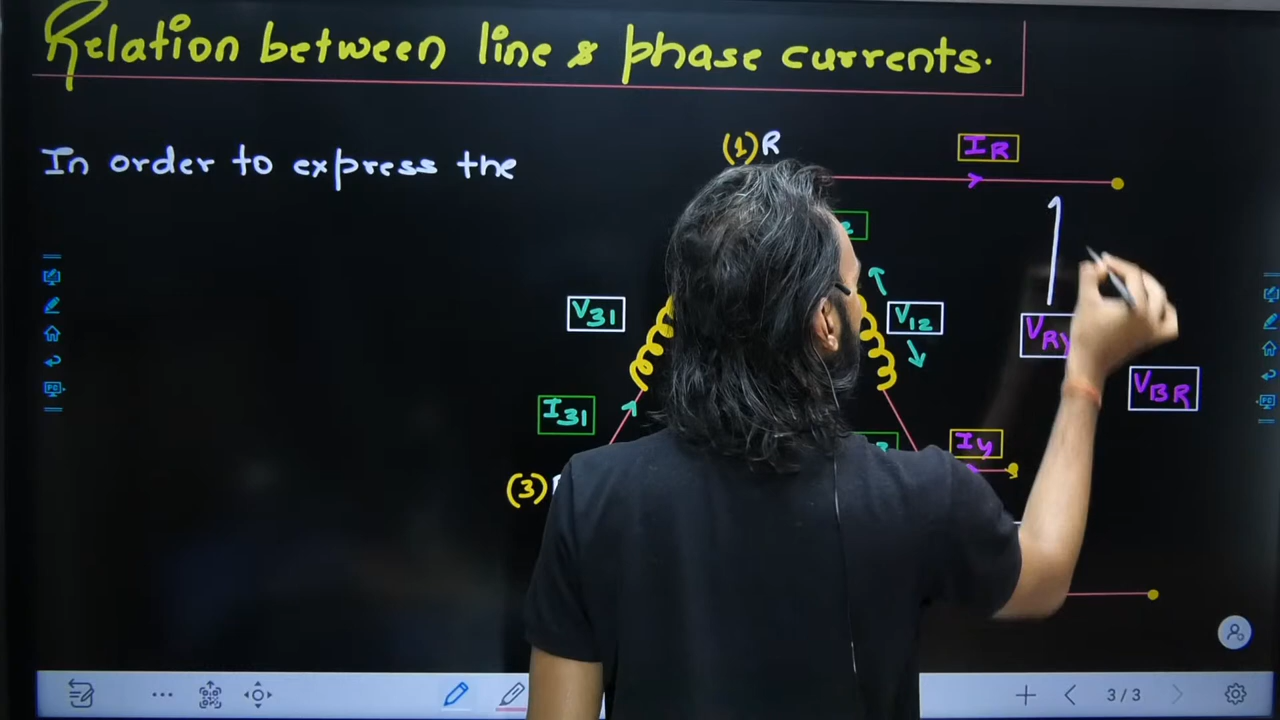 Relation between line & phase currents.
(1) R
IR
In order to express the
V31
V12
VRY
VBR
I31
Iy
(3)
3/3